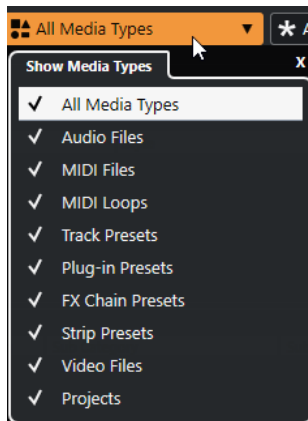 All Media Types
A
Show Media Types
X
All Media Types
Audio Files
MIDI Files
MIDI Loops
Track Presets
Plug-in Presets
FX Chain Presets
Strip Presets
Video Files
Projects